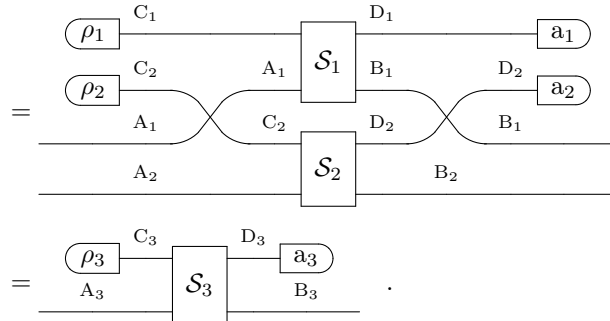 C₁ D₁
ρ₁ 𝒮₁ a₁
C₂ A₁ B₁ D₂
ρ₂ a₂
=
A₁ C₂ D₂ B₁
𝒮₂
A₂ B₂
C₃ D₃
ρ₃ a₃
= 𝒮₃ .
A₃ B₃